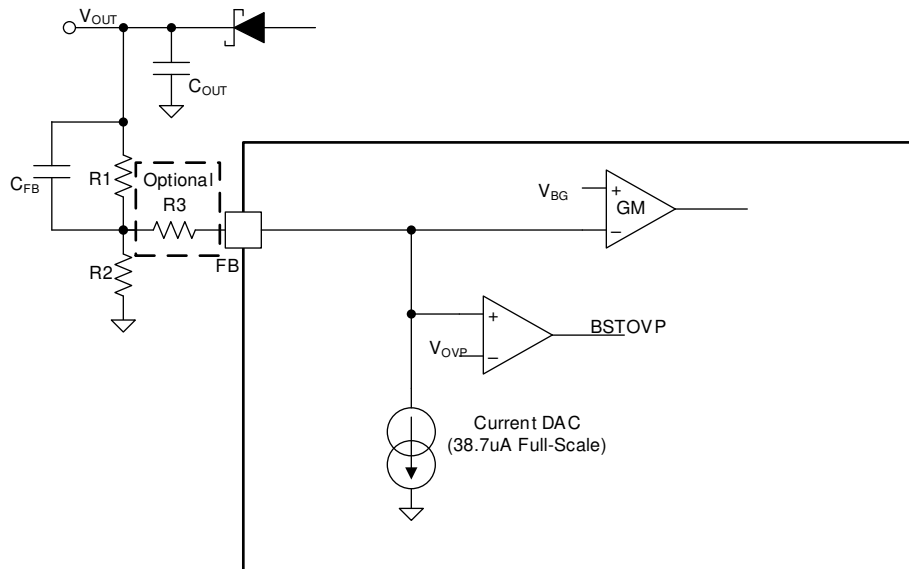 VOUT
COUT
CFB
R1
Optional
R3
FB
R2
VBG
+
GM
−
+
VOVP
−
BSTOVP
Current DAC
(38.7uA Full-Scale)